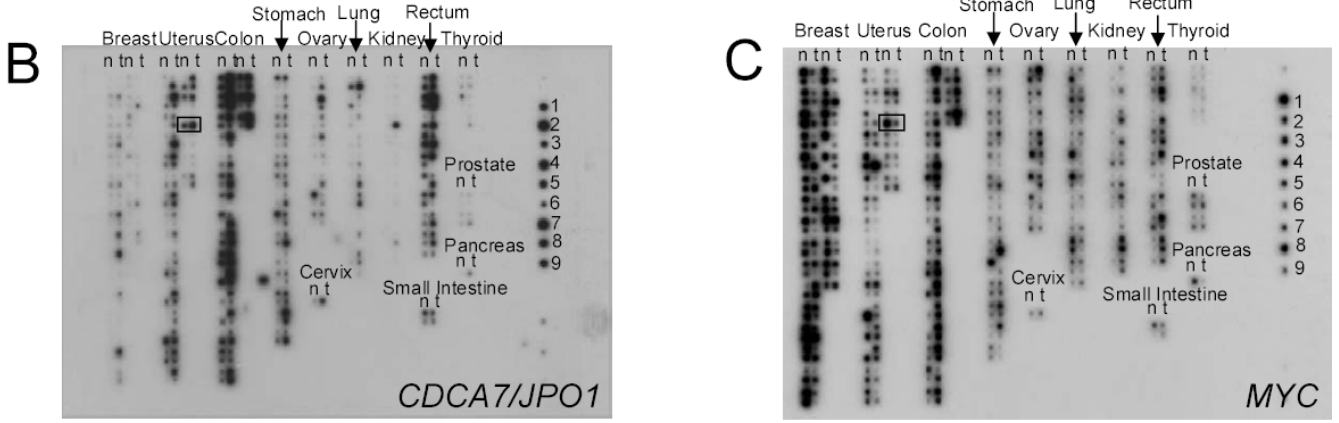 B
Stomach Lung Rectum
Breast Uterus Colon Ovary Kidney Thyroid
n t n t n t n t n t n t n t n t n t n t n t n t
1
2
3
4
5
6
7
8
9
Prostate
n t
Pancreas
n t
Cervix
n t
Small Intestine
n t
CDCA7/JPO1
C
Stomach Lung Rectum
Breast Uterus Colon Ovary Kidney Thyroid
n t n t n t n t n t n t n t n t n t n t n t n t
1
2
3
4
5
6
7
8
9
Prostate
n t
Pancreas
n t
Cervix
n t
Small Intestine
n t
MYC